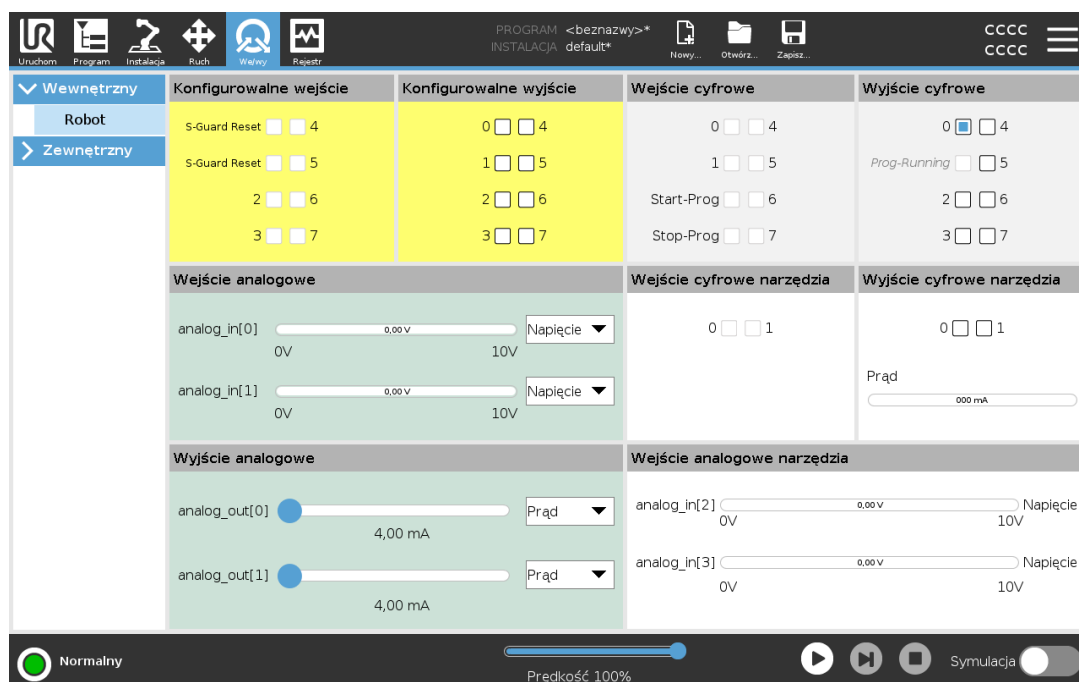 PROGRAM <beznazwy>*
INSTALACJA default*
cccc
cccc
Uruchom Program Instalacja Ruch We/wy Rejestr Nowy... Otwórz... Zapisz...
Wewnętrzny
Robot
Zewnętrzny
Konfigurowalne wejście
S-Guard Reset 4
S-Guard Reset 5
2 6
3 7
Konfigurowalne wyjście
0 4
1 5
2 6
3 7
Wejście cyfrowe
0 4
1 5
Start-Prog 6
Stop-Prog 7
Wyjście cyfrowe
0 4
Prog-Running 5
2 6
3 7
Wejście analogowe
analog_in[0] 0,00 V Napięcie
0V 10V
analog_in[1] 0,00 V Napięcie
0V 10V
Wejście cyfrowe narzędzia
0 1
Wyjście cyfrowe narzędzia
0 1
Prąd
000 mA
Wyjście analogowe
analog_out[0] Prąd
4,00 mA
analog_out[1] Prąd
4,00 mA
Wejście analogowe narzędzia
analog_in[2] 0,00 V Napięcie
0V 10V
analog_in[3] 0,00 V Napięcie
0V 10V
Normalny
Prędkość 100%
Symulacja